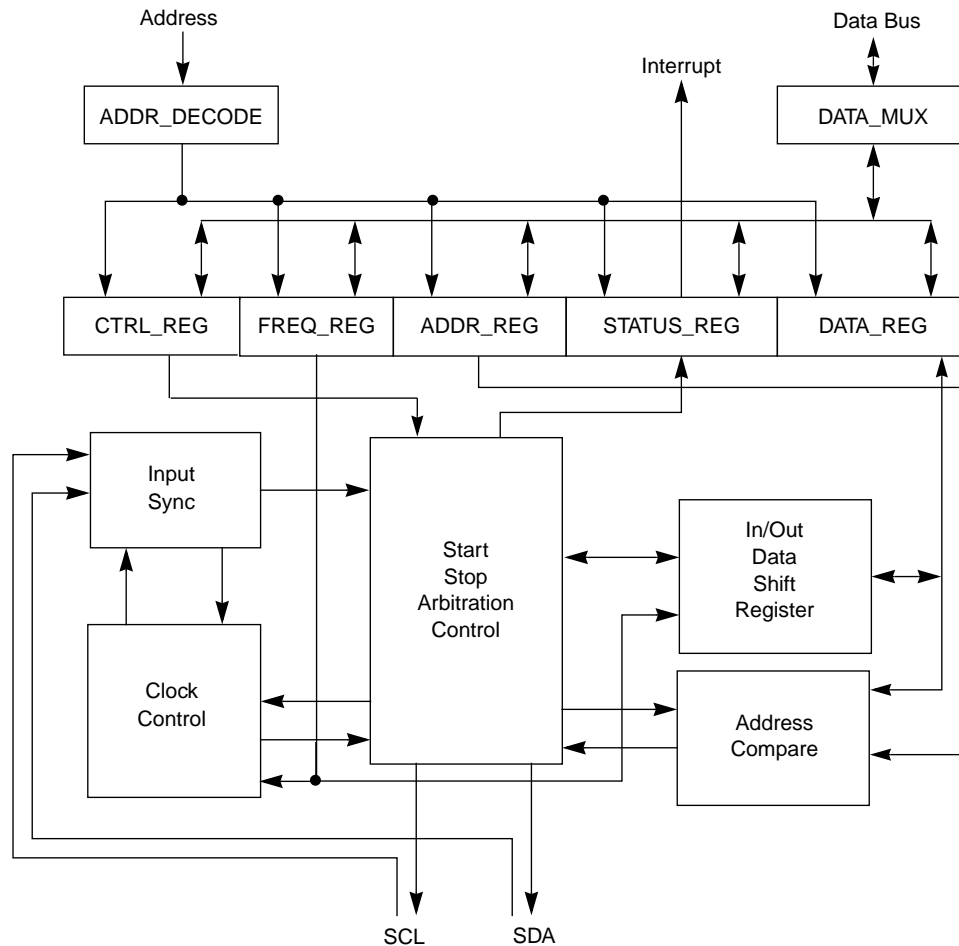 Address
Data Bus
Interrupt
ADDR_DECODE
DATA_MUX
CTRL_REG
FREQ_REG
ADDR_REG
STATUS_REG
DATA_REG
Input
Sync
Start
Stop
Arbitration
Control
In/Out
Data
Shift
Register
Clock
Control
Address
Compare
SCL
SDA